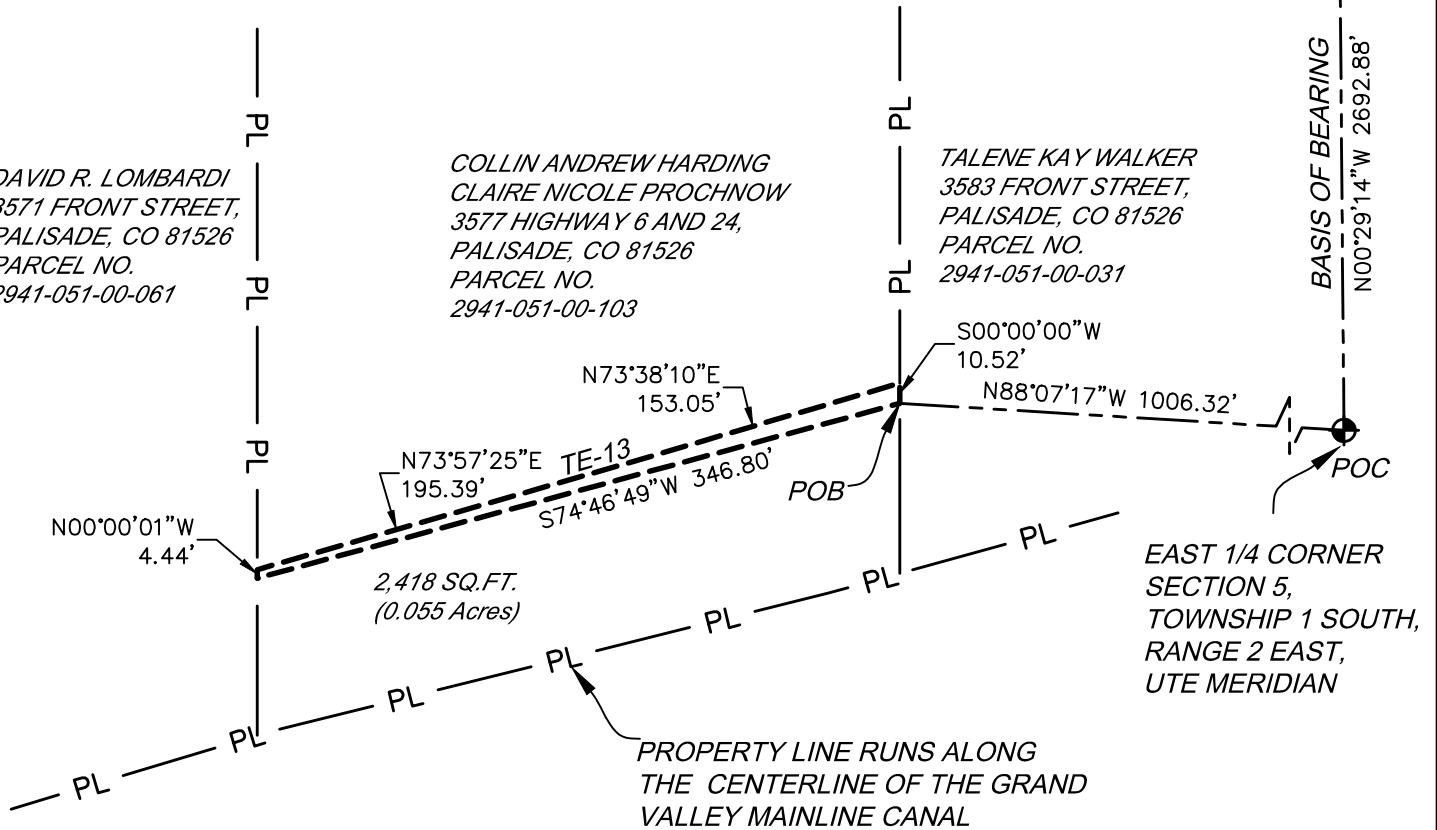 PL
PL
PL
DAVID R. LOMBARDI
3571 FRONT STREET,
PALISADE, CO 81526
PARCEL NO.
2941-051-00-061
COLLIN ANDREW HARDING
CLAIRE NICOLE PROCHNOW
3577 HIGHWAY 6 AND 24,
PALISADE, CO 81526
PARCEL NO.
2941-051-00-103
PL
PL
TALENE KAY WALKER
3583 FRONT STREET,
PALISADE, CO 81526
PARCEL NO.
2941-051-00-031
BASIS OF BEARING
N00°29'14"W 2692.88'
S00°00'00"W
10.52'
N88°07'17"W 1006.32'
N73°38'10"E
153.05'
N73°57'25"E
195.39'
TE-13
S74°46'49"W 346.80'
POB
POC
N00°00'01"W
4.44'
2,418 SQ.FT.
(0.055 Acres)
EAST 1/4 CORNER
SECTION 5,
TOWNSHIP 1 SOUTH,
RANGE 2 EAST,
UTE MERIDIAN
PL
PL
PL
PL
PL
PL
PL
PROPERTY LINE RUNS ALONG
THE CENTERLINE OF THE GRAND
VALLEY MAINLINE CANAL